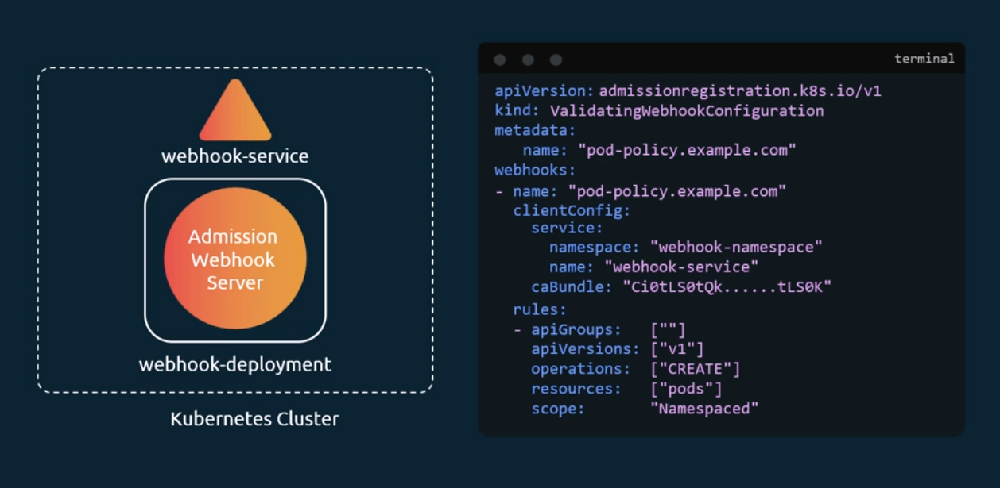 webhook-service
Admission
Webhook
Server
webhook-deployment
Kubernetes Cluster
terminal
apiVersion: admissionregistration.k8s.io/v1
kind: ValidatingWebhookConfiguration
metadata:
   name: "pod-policy.example.com"
webhooks:
- name: "pod-policy.example.com"
  clientConfig:
    service:
      namespace: "webhook-namespace"
      name: "webhook-service"
    caBundle: "Ci0tLS0tQk......tLS0K"
  rules:
  - apiGroups:   [""]
    apiVersions: ["v1"]
    operations:  ["CREATE"]
    resources:   ["pods"]
    scope:       "Namespaced"